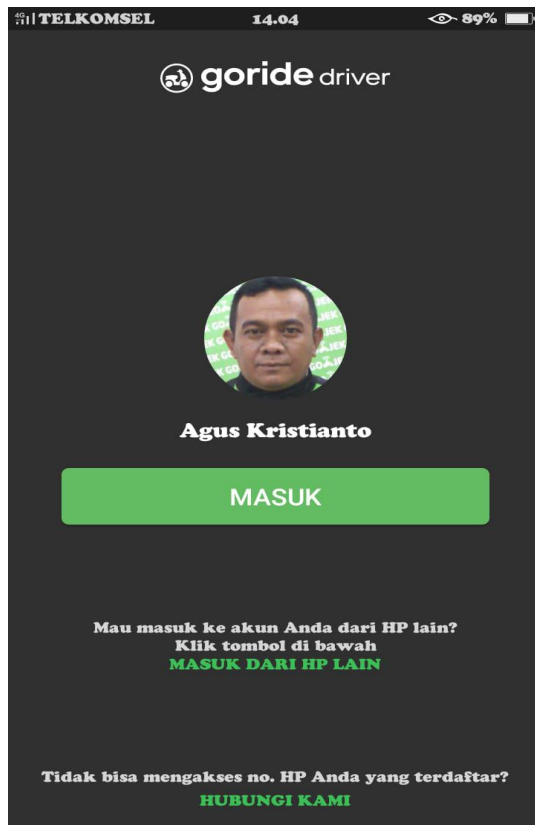 4G TELKOMSEL 14.04 89%
goride driver
Agus Kristianto
MASUK
Mau masuk ke akun Anda dari HP lain?
Klik tombol di bawah
MASUK DARI HP LAIN
Tidak bisa mengakses no. HP Anda yang terdaftar?
HUBUNGI KAMI